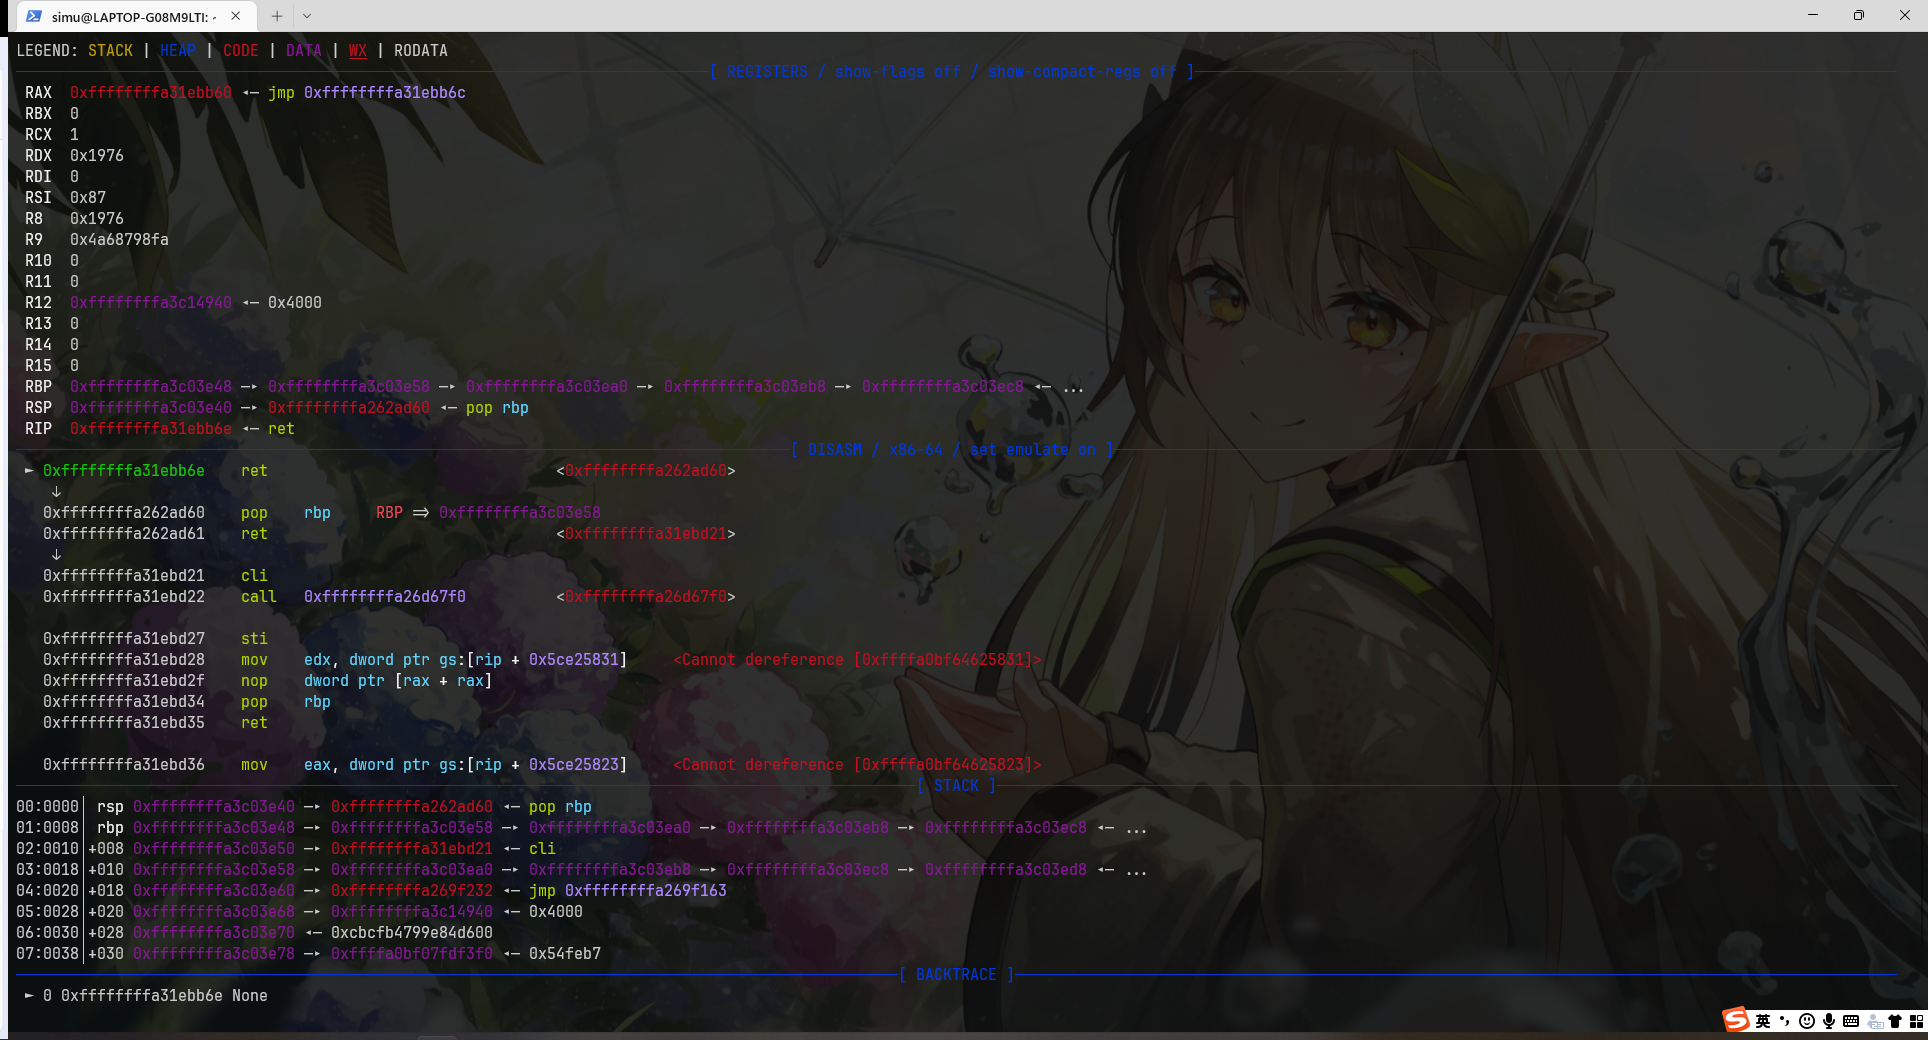 simu@LAPTOP-G08M9LTI: ~
LEGEND: STACK | HEAP | CODE | DATA | WX | RODATA
[ REGISTERS / show-flags off / show-compact-regs off ]
RAX 0xffffffffa31ebb60 ◂— jmp 0xffffffffa31ebb6c
RBX 0
RCX 1
RDX 0x1976
RDI 0
RSI 0x87
R8 0x1976
R9 0x4a68798fa
R10 0
R11 0
R12 0xffffffffa3c14940 ◂— 0x4000
R13 0
R14 0
R15 0
RBP 0xffffffffa3c03e48 —▸ 0xffffffffa3c03e58 —▸ 0xffffffffa3c03ea0 —▸ 0xffffffffa3c03eb8 —▸ 0xffffffffa3c03ec8 ◂— ...
RSP 0xffffffffa3c03e40 —▸ 0xffffffffa262ad60 ◂— pop rbp
RIP 0xffffffffa31ebb6e ◂— ret
[ DISASM / x86-64 / set emulate on ]
► 0xffffffffa31ebb6e ret <0xffffffffa262ad60>
↓
0xffffffffa262ad60 pop rbp RBP => 0xffffffffa3c03e58
0xffffffffa262ad61 ret <0xffffffffa31ebd21>
↓
0xffffffffa31ebd21 cli
0xffffffffa31ebd22 call 0xffffffffa26d67f0 <0xffffffffa26d67f0>
0xffffffffa31ebd27 sti
0xffffffffa31ebd28 mov edx, dword ptr gs:[rip + 0x5ce25831] <Cannot dereference [0xffffa0bf64625831]>
0xffffffffa31ebd2f nop dword ptr [rax + rax]
0xffffffffa31ebd34 pop rbp
0xffffffffa31ebd35 ret
0xffffffffa31ebd36 mov eax, dword ptr gs:[rip + 0x5ce25823] <Cannot dereference [0xffffa0bf64625823]>
[ STACK ]
00:0000│ rsp 0xffffffffa3c03e40 —▸ 0xffffffffa262ad60 ◂— pop rbp
01:0008│ rbp 0xffffffffa3c03e48 —▸ 0xffffffffa3c03e58 —▸ 0xffffffffa3c03ea0 —▸ 0xffffffffa3c03eb8 —▸ 0xffffffffa3c03ec8 ◂— ...
02:0010│+008 0xffffffffa3c03e50 —▸ 0xffffffffa31ebd21 ◂— cli
03:0018│+010 0xffffffffa3c03e58 —▸ 0xffffffffa3c03ea0 —▸ 0xffffffffa3c03eb8 —▸ 0xffffffffa3c03ec8 —▸ 0xffffffffa3c03ed8 ◂— ...
04:0020│+018 0xffffffffa3c03e60 —▸ 0xffffffffa269f232 ◂— jmp 0xffffffffa269f163
05:0028│+020 0xffffffffa3c03e68 —▸ 0xffffffffa3c14940 ◂— 0x4000
06:0030│+028 0xffffffffa3c03e70 ◂— 0xcbcfb4799e84d600
07:0038│+030 0xffffffffa3c03e78 —▸ 0xffffa0bf07fdf3f0 ◂— 0x54feb7
[ BACKTRACE ]
► 0 0xffffffffa31ebb6e None
英